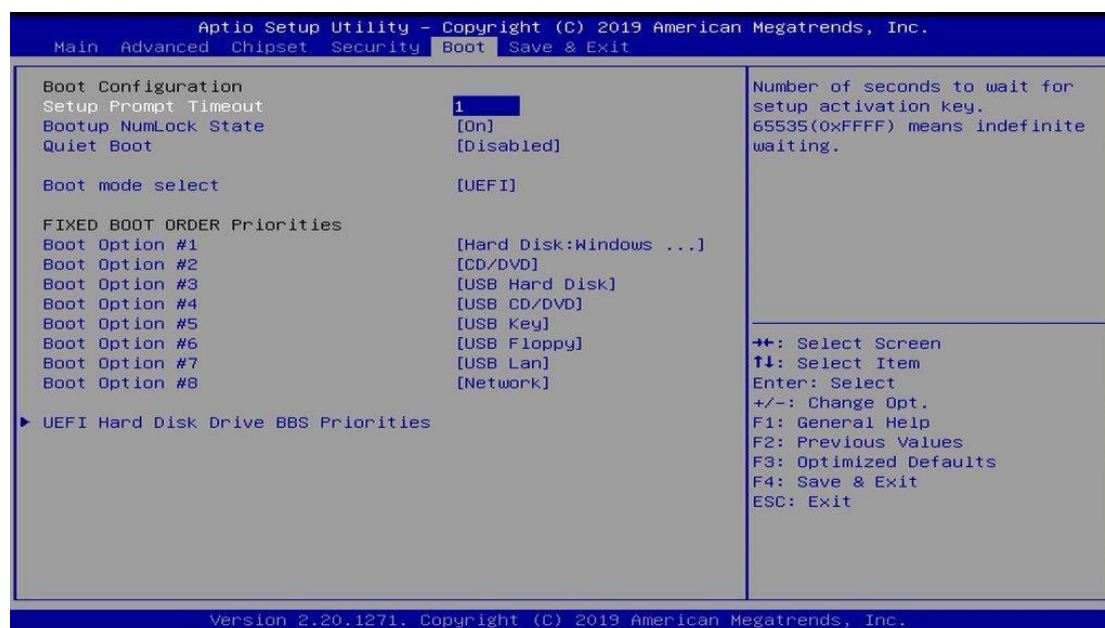 Aptio Setup Utility – Copyright (C) 2019 American Megatrends, Inc.
Main Advanced Chipset Security Boot Save & Exit
Boot Configuration
Setup Prompt Timeout 1
Bootup NumLock State [On]
Quiet Boot [Disabled]
Boot mode select [UEFI]
FIXED BOOT ORDER Priorities
Boot Option #1 [Hard Disk:Windows ...]
Boot Option #2 [CD/DVD]
Boot Option #3 [USB Hard Disk]
Boot Option #4 [USB CD/DVD]
Boot Option #5 [USB Key]
Boot Option #6 [USB Floppy]
Boot Option #7 [USB Lan]
Boot Option #8 [Network]
UEFI Hard Disk Drive BBS Priorities
Number of seconds to wait for
setup activation key.
65535(0xFFFF) means indefinite
waiting.
→←: Select Screen
↑↓: Select Item
Enter: Select
+/-: Change Opt.
F1: General Help
F2: Previous Values
F3: Optimized Defaults
F4: Save & Exit
ESC: Exit
Version 2.20.1271. Copyright (C) 2019 American Megatrends, Inc.